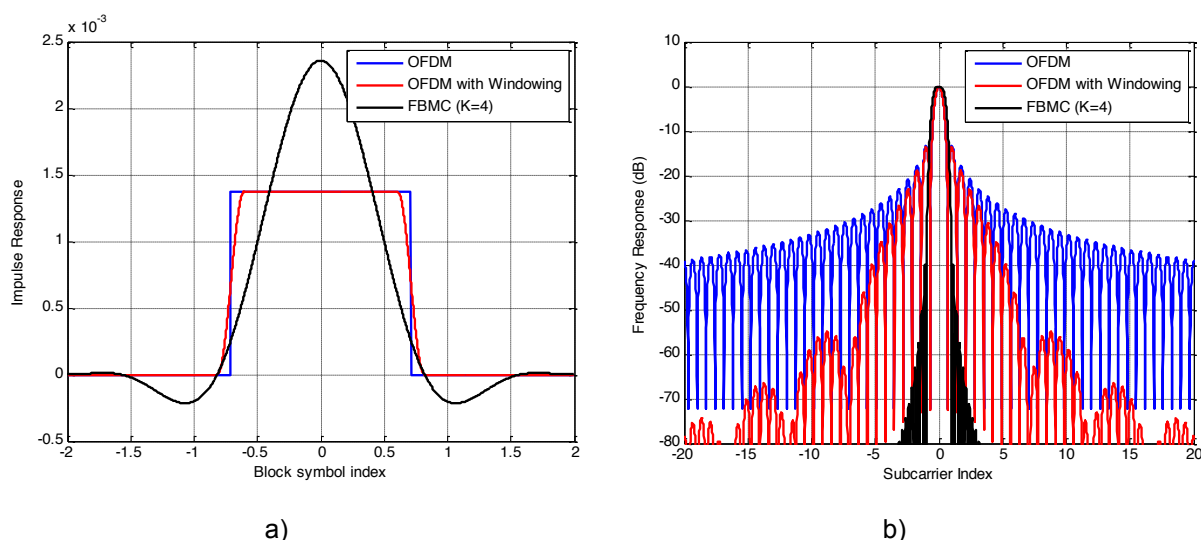 x 10⁻³
2.5
2
1.5
1
0.5
0
-0.5
-2
-1.5
-1
-0.5
0
0.5
1
1.5
2
Impulse Response
Block symbol index
OFDM
OFDM with Windowing
FBMC (K=4)
a)
10
0
-10
-20
-30
-40
-50
-60
-70
-80
-20
-15
-10
-5
0
5
10
15
20
Frequency Response (dB)
Subcarrier Index
OFDM
OFDM with Windowing
FBMC (K=4)
b)